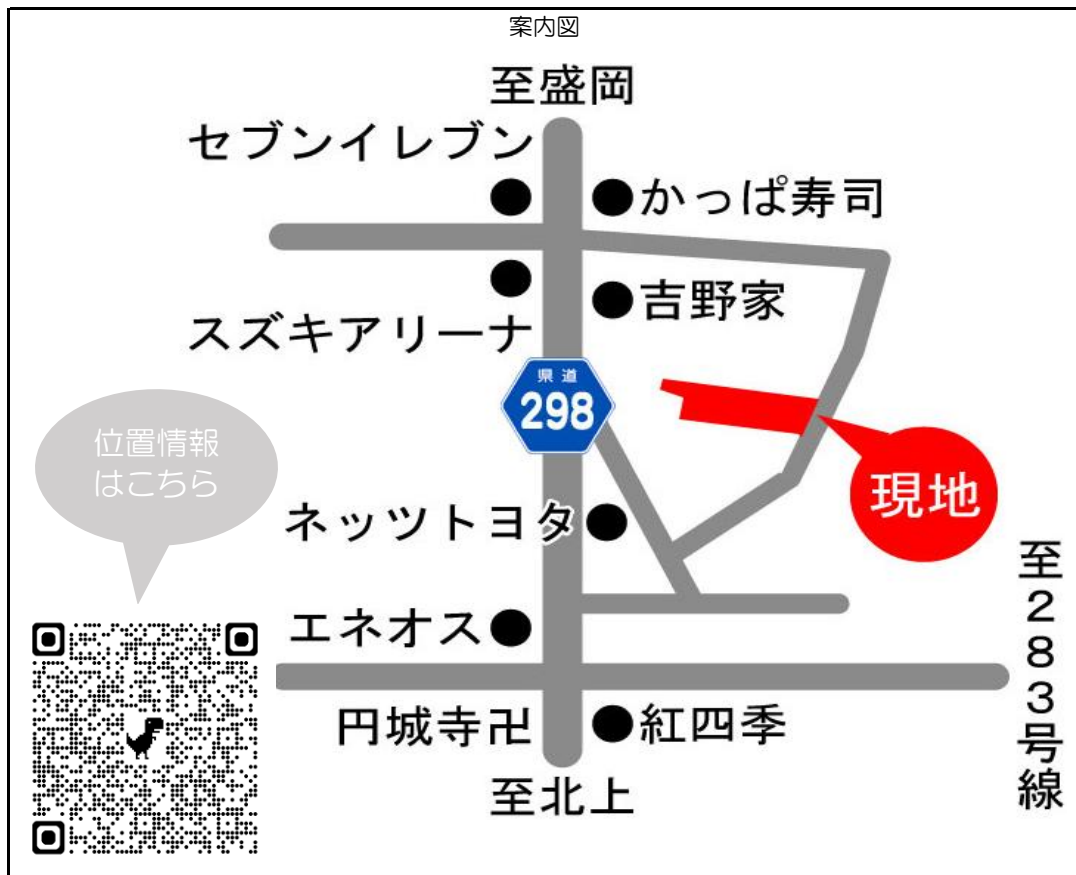 案内図
至盛岡
セブンイレブン
かっぱ寿司
スズキアリーナ
吉野家
県道
298
位置情報
はこちら
現地
ネッツトヨタ
エネオス
至283号線
円城寺卍
紅四季
至北上